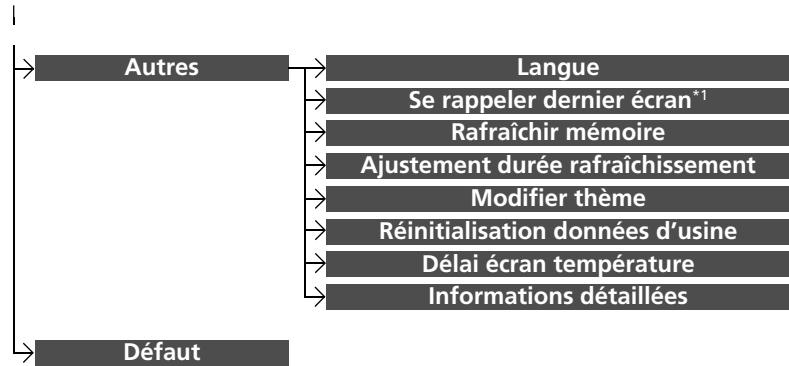 Autres
Langue
Se rappeler dernier écran*1
Rafraîchir mémoire
Ajustement durée rafraîchissement
Modifier thème
Réinitialisation données d’usine
Délai écran température
Informations détaillées
Défaut